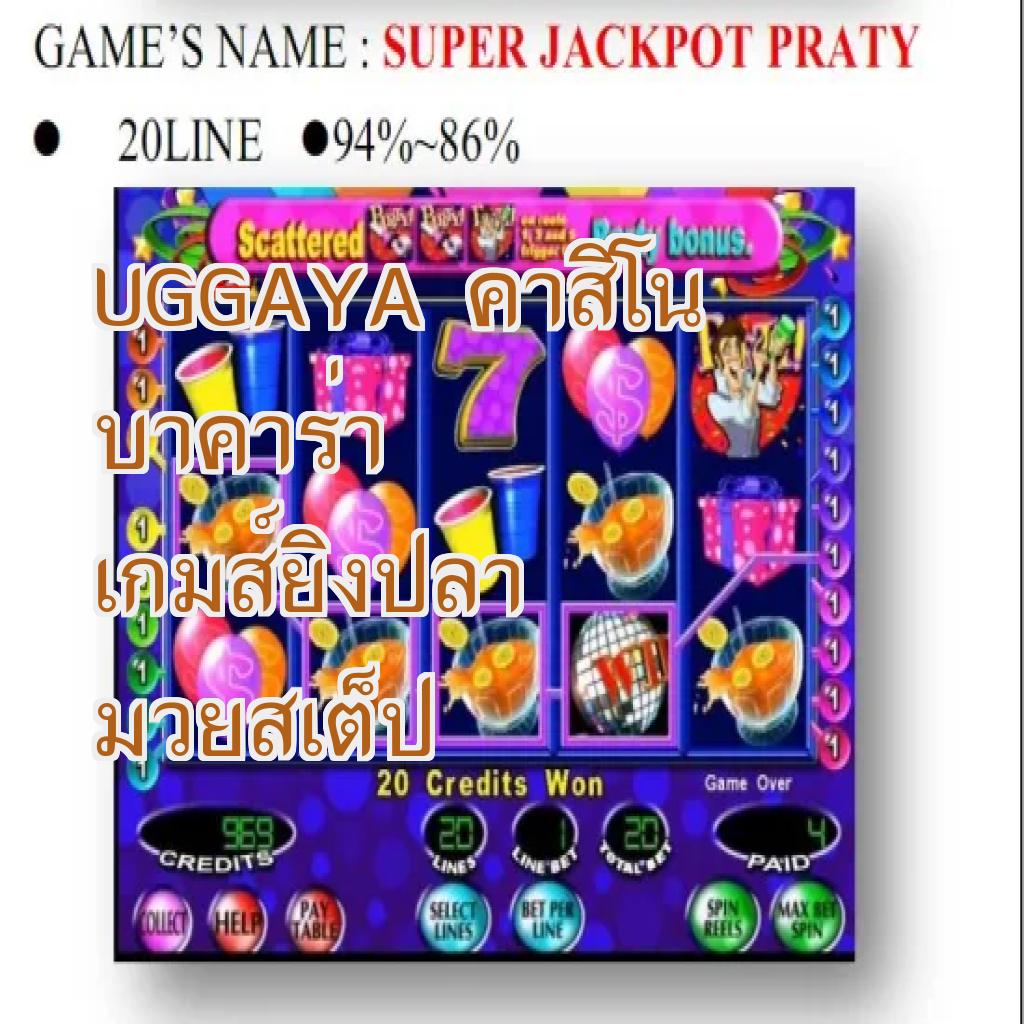 GAME'S NAME : SUPER JACKPOT PRATY
● 20LINE ●94%~86%
Scattered
bonus.
UGGAYA คาสิโน
บาคาร่า
เกมส์ยิงปลา
มวยสเต็ป
20 Credits Won
Game Over
969
20
1
20
4
CREDITS
LINES
LINE BET
TOTAL BET
PAID
COLLECT
HELP
PAY TABLE
SELECT LINES
BET PER LINE
SPIN REELS
MAX BET SPIN